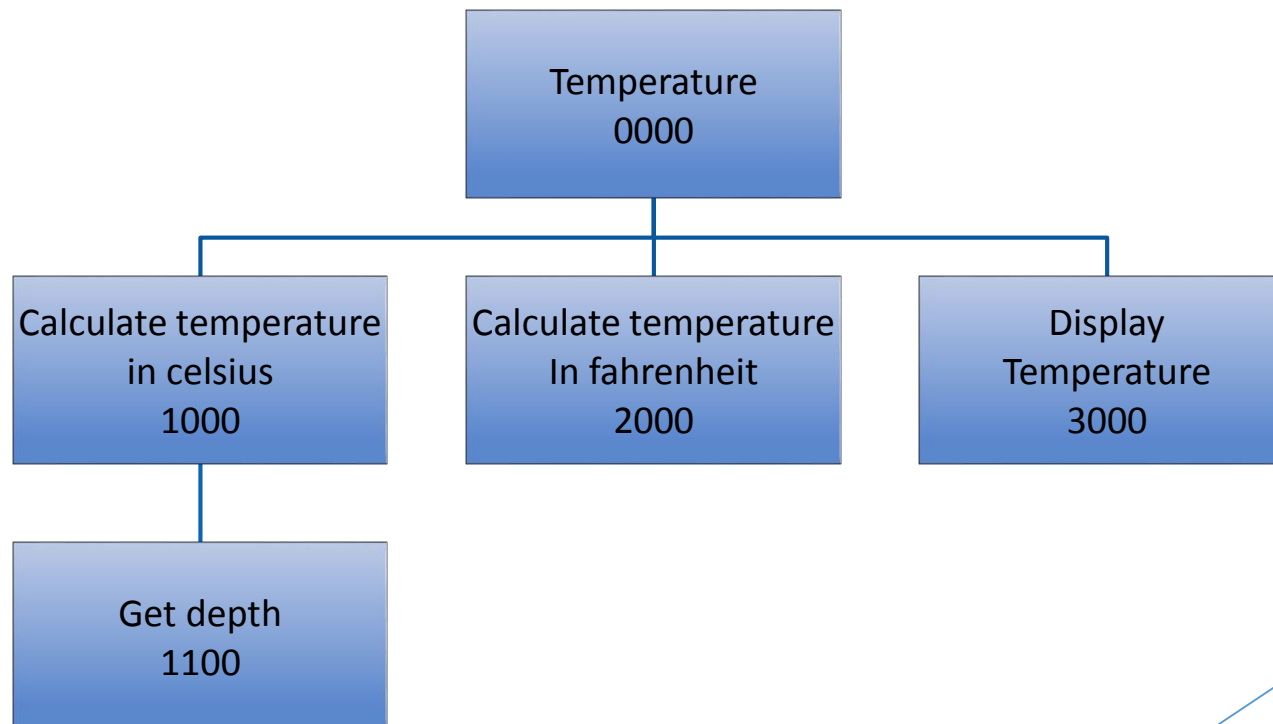 Temperature
0000
Calculate temperature
in celsius
1000
Calculate temperature
In fahrenheit
2000
Display
Temperature
3000
Get depth
1100